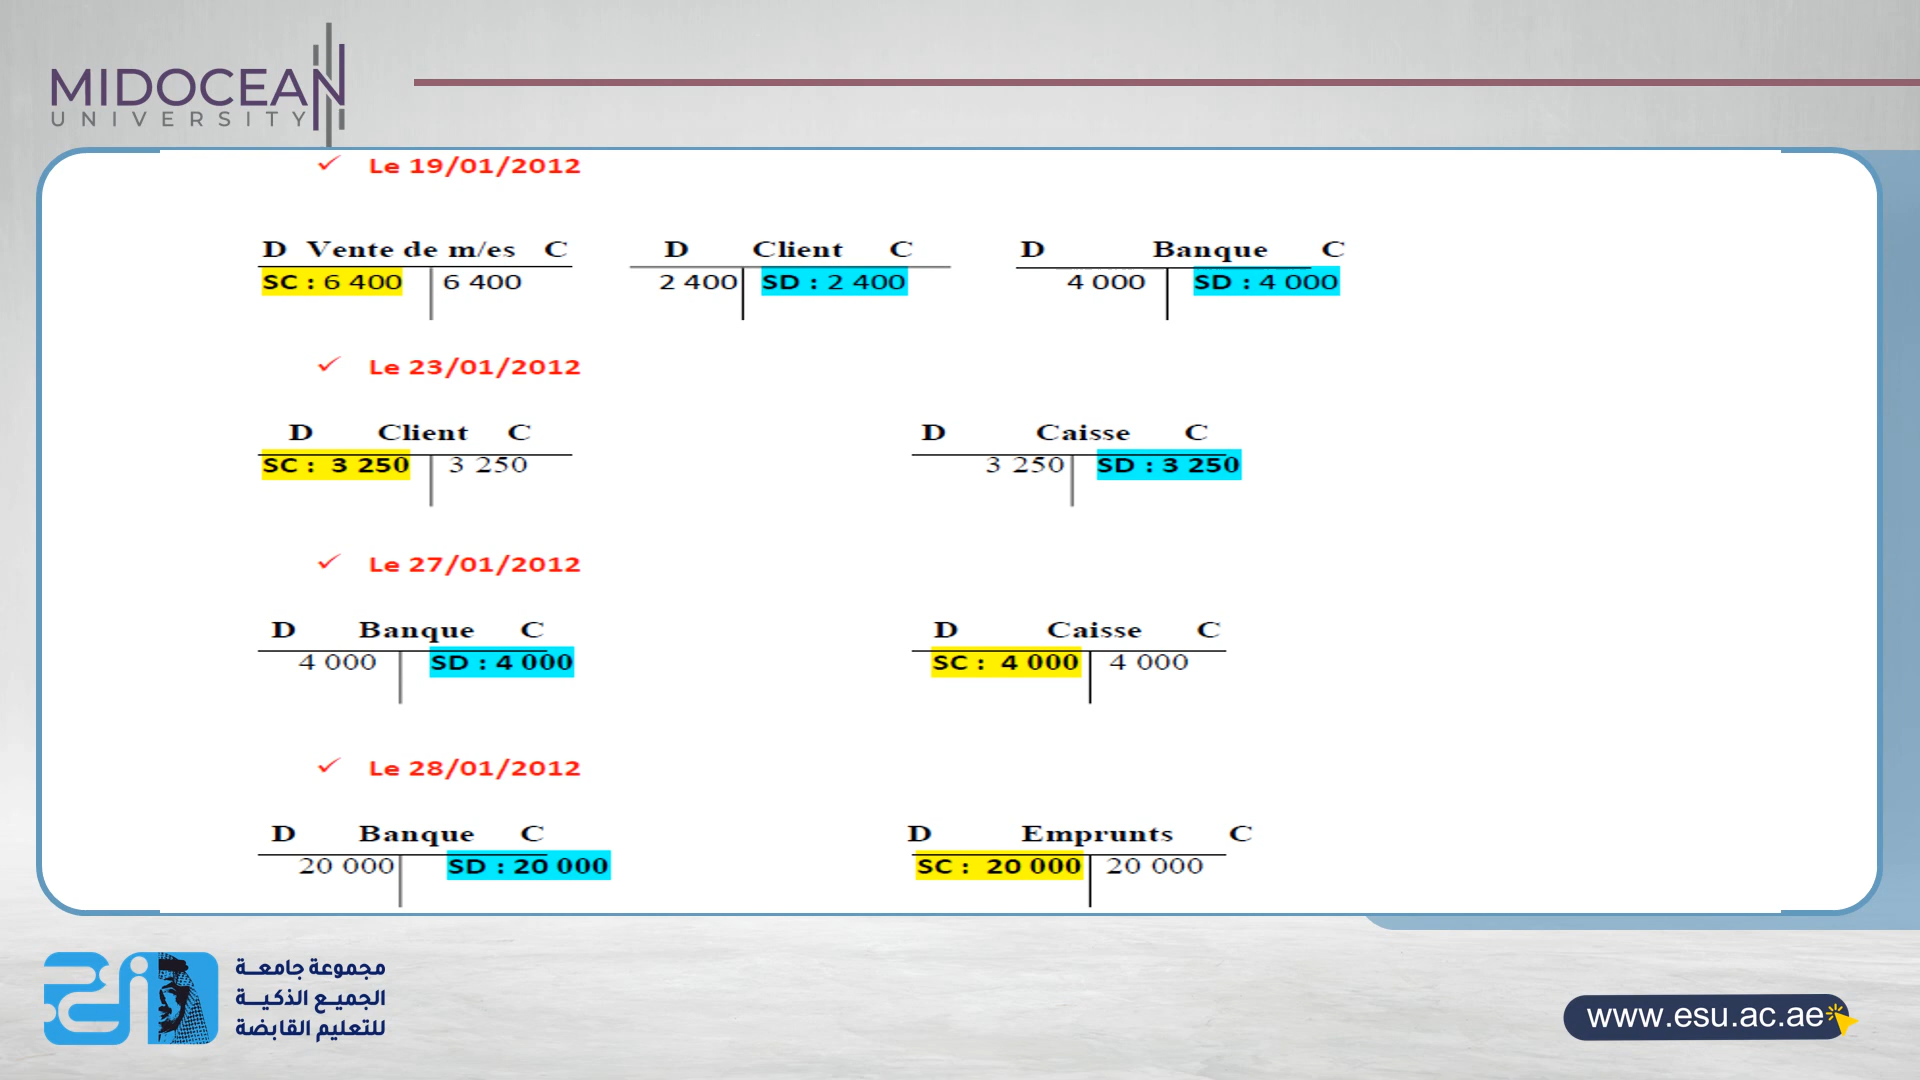 MIDOCEAN
UNIVERSITY
✓ Le 19/01/2012
D Vente de m/es C
SC : 6 400 6 400
D Client C
2 400 SD : 2 400
D Banque C
4 000 SD : 4 000
✓ Le 23/01/2012
D Client C
SC : 3 250 3 250
D Caisse C
3 250 SD : 3 250
✓ Le 27/01/2012
D Banque C
4 000 SD : 4 000
D Caisse C
SC : 4 000 4 000
✓ Le 28/01/2012
D Banque C
20 000 SD : 20 000
D Emprunts C
SC : 20 000 20 000
مجموعة جامعة
الجميع الذكية
للتعليم القابضة
www.esu.ac.ae